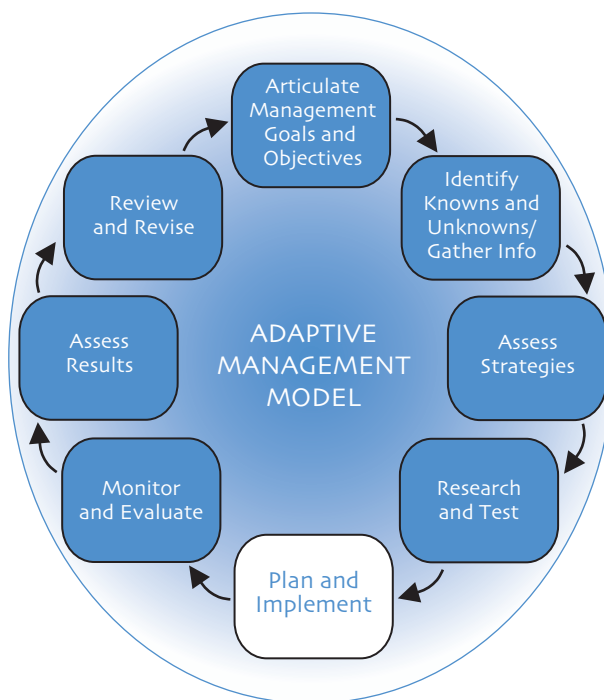 Articulate
Management
Goals and
Objectives
Identify
Knowns and
Unknowns/
Gather Info
Assess
Strategies
Research
and Test
Plan and
Implement
Monitor
and Evaluate
Assess
Results
Review
and Revise
ADAPTIVE
MANAGEMENT
MODEL